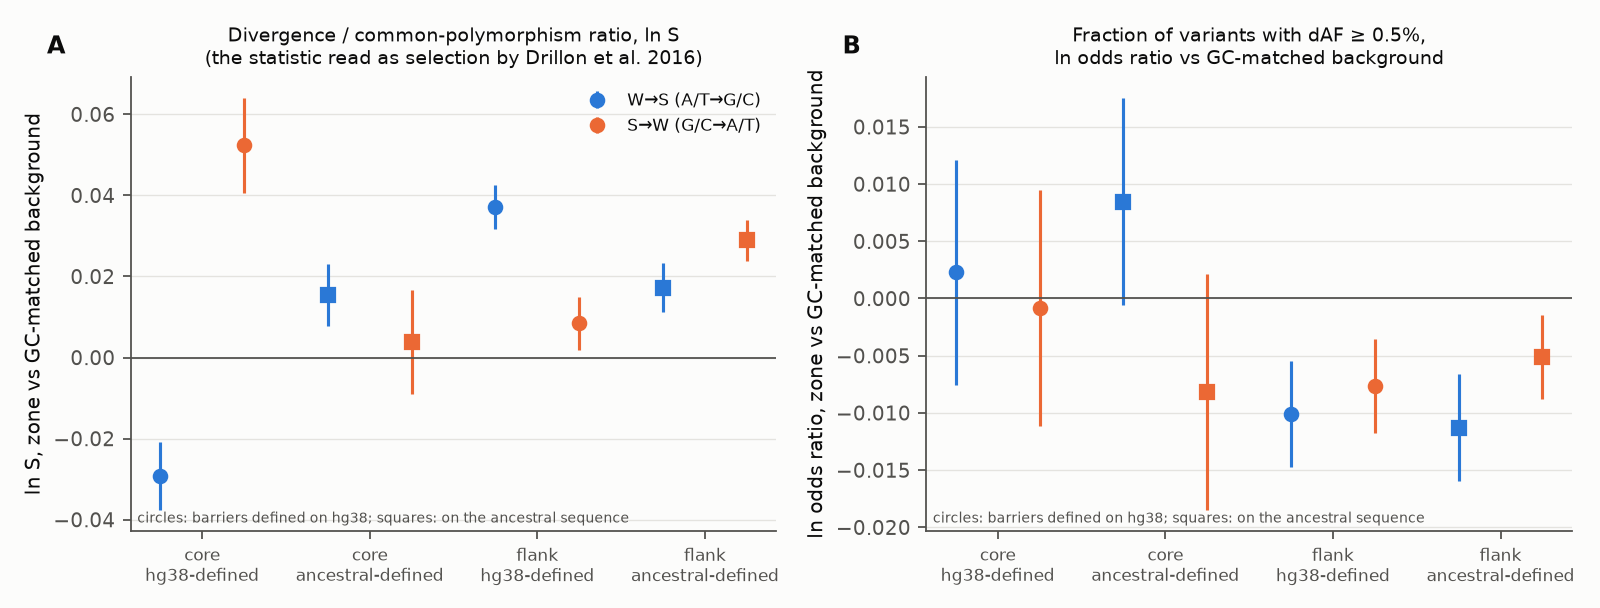 A
Divergence / common-polymorphism ratio, ln S
(the statistic read as selection by Drillon et al. 2016)
ln S, zone vs GC-matched background
0.06
0.04
0.02
0.00
−0.02
−0.04
W→S (A/T→G/C)
S→W (G/C→A/T)
circles: barriers defined on hg38; squares: on the ancestral sequence
core
hg38-defined
core
ancestral-defined
flank
hg38-defined
flank
ancestral-defined
B
Fraction of variants with dAF ≥ 0.5%,
ln odds ratio vs GC-matched background
ln odds ratio, zone vs GC-matched background
0.015
0.010
0.005
0.000
−0.005
−0.010
−0.015
−0.020
circles: barriers defined on hg38; squares: on the ancestral sequence
core
hg38-defined
core
ancestral-defined
flank
hg38-defined
flank
ancestral-defined